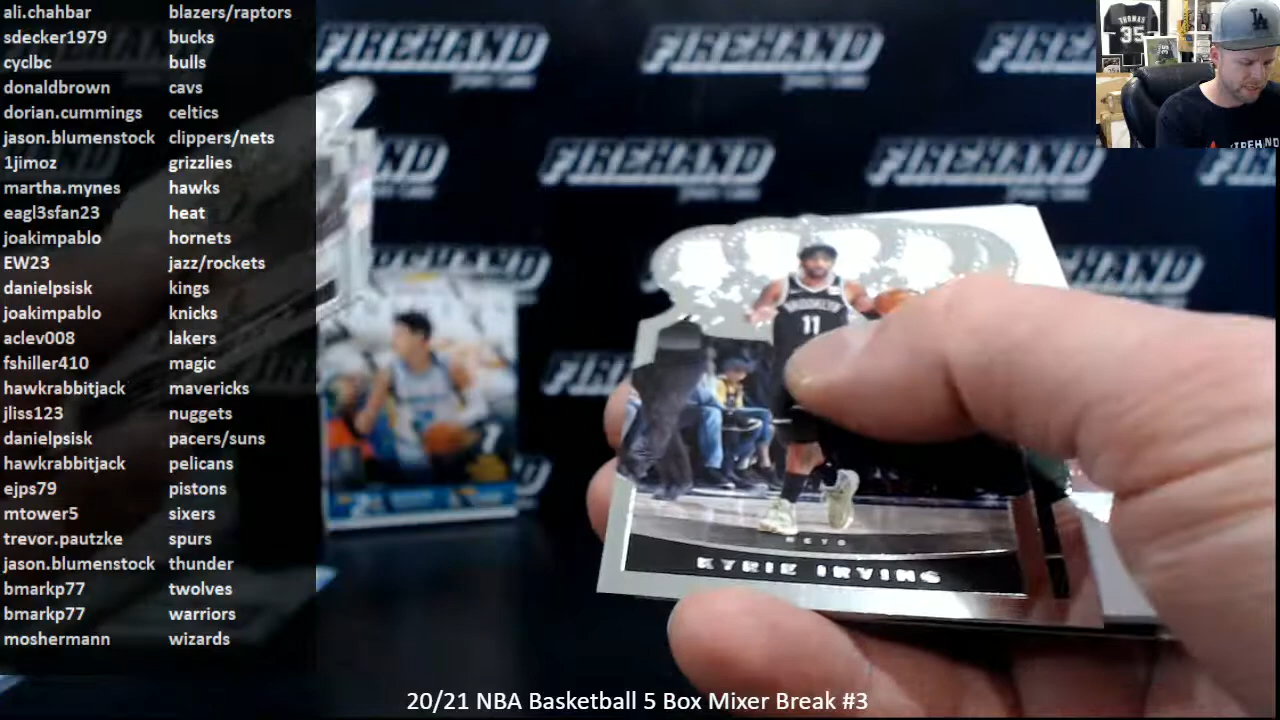 ali.chahbar blazers/raptors
sdecker1979 bucks
cyclbc bulls
donaldbrown cavs
dorian.cummings celtics
jason.blumenstock clippers/nets
1jimoz grizzlies
martha.mynes hawks
eagl3sfan23 heat
joakimpablo hornets
EW23 jazz/rockets
danielpsisk kings
joakimpablo knicks
aclev008 lakers
fshiller410 magic
hawkrabbitjack mavericks
jliss123 nuggets
danielpsisk pacers/suns
hawkrabbitjack pelicans
ejps79 pistons
mtower5 sixers
trevor.pautzke spurs
jason.blumenstock thunder
bmarkp77 twolves
bmarkp77 warriors
moshermann wizards
FIREHAND FIREHAND FIREHAND
FIREHAND FIREHAND
THOMAS
35
LA
BROOKLYN
11
NETS
KYRIE IRVING
20/21 NBA Basketball 5 Box Mixer Break #3